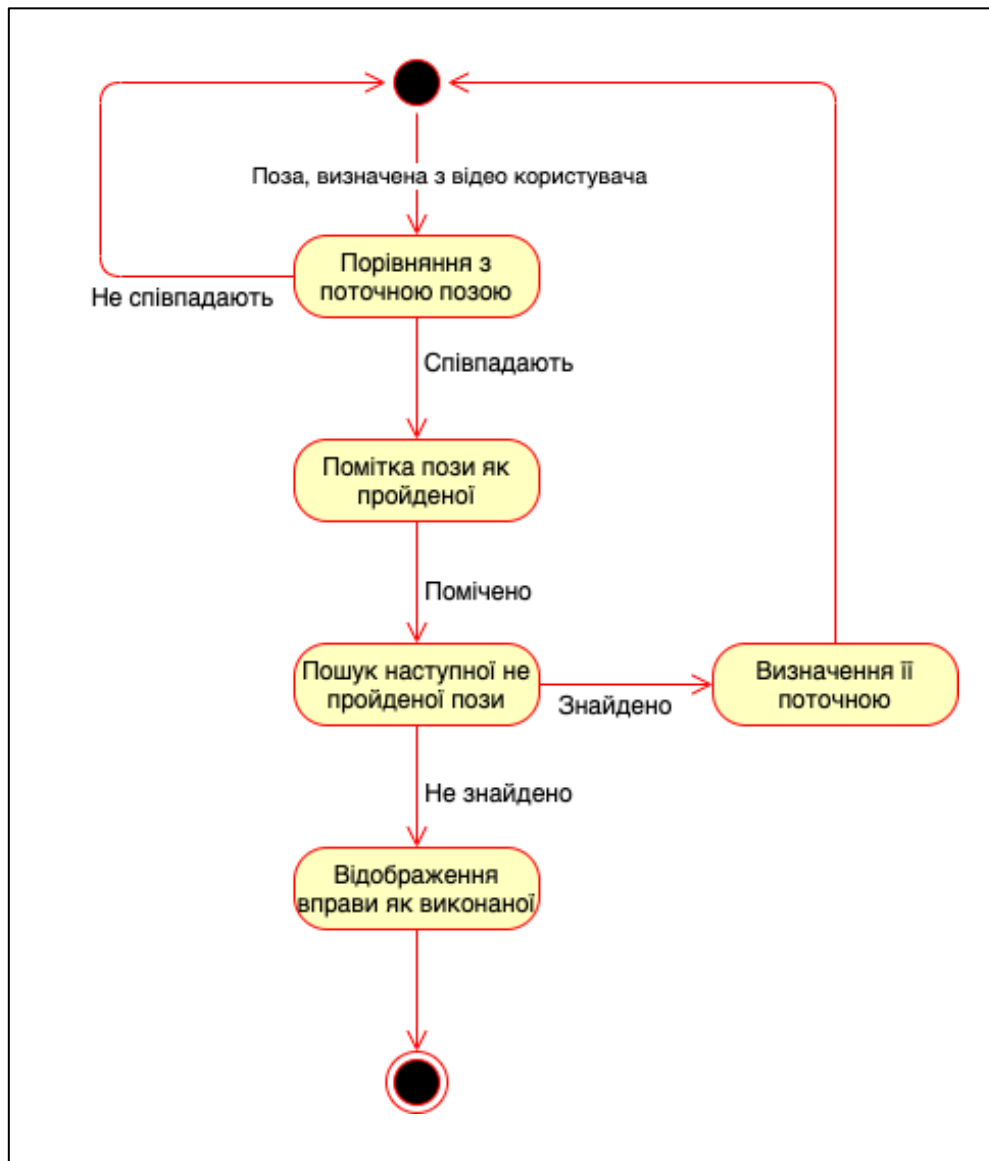 Поза, визначена з відео користувача
Порівняння з
поточною позою
Не співпадають
Співпадають
Помітка пози як
пройденої
Помічено
Пошук наступної не
пройденої пози
Знайдено
Визначення її
поточною
Не знайдено
Відображення
вправи як виконаної